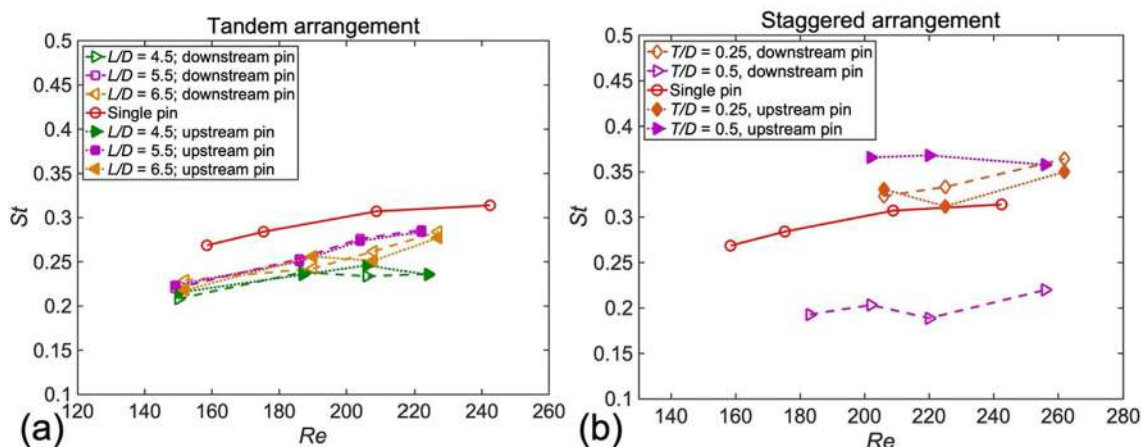 Tandem arrangement
0.5
0.45
0.4
0.35
0.3
0.25
0.2
0.15
0.1
St
L/D = 4.5; downstream pin
L/D = 5.5; downstream pin
L/D = 6.5; downstream pin
Single pin
L/D = 4.5; upstream pin
L/D = 5.5; upstream pin
L/D = 6.5; upstream pin
120 140 160 180 200 220 240 260
(a)
Re
Staggered arrangement
0.5
0.45
0.4
0.35
0.3
0.25
0.2
0.15
0.1
St
T/D = 0.25, downstream pin
T/D = 0.5, downstream pin
Single pin
T/D = 0.25, upstream pin
T/D = 0.5, upstream pin
140 160 180 200 220 240 260 280
(b)
Re